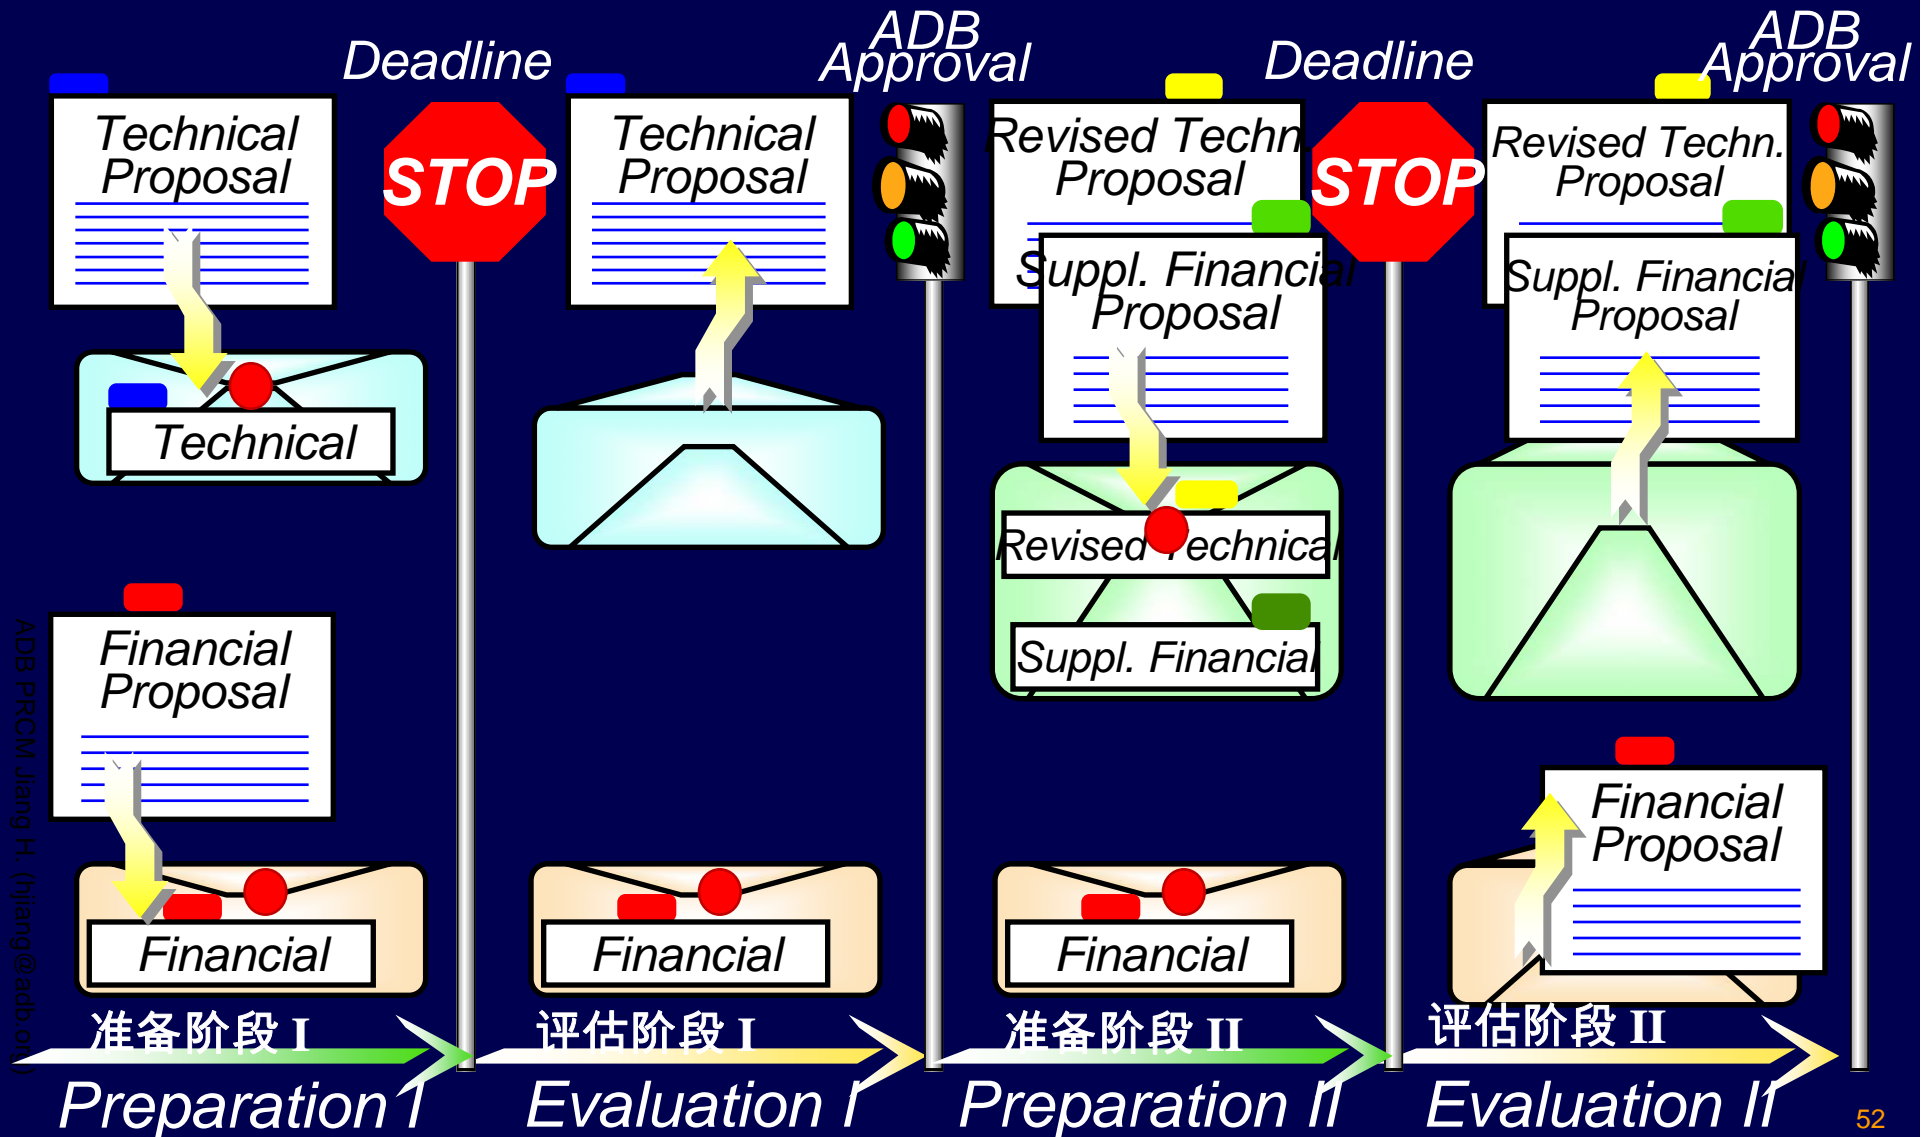 Deadline
ADB
Approval
Deadline
ADB
Approval
Technical
Proposal
STOP
Technical
Proposal
Revised Techn.
Proposal
STOP
Revised Techn.
Proposal
Suppl. Financial
Proposal
Suppl. Financial
Proposal
Technical
Revised Technical
Suppl. Financial
Financial
Proposal
Financial
Proposal
Financial
Financial
Financial
准备阶段 I
评估阶段 I
准备阶段 II
评估阶段 II
Preparation I
Evaluation I
Preparation II
Evaluation II
ADB PRCM Jiang H. (hjiang@adb.org)
52